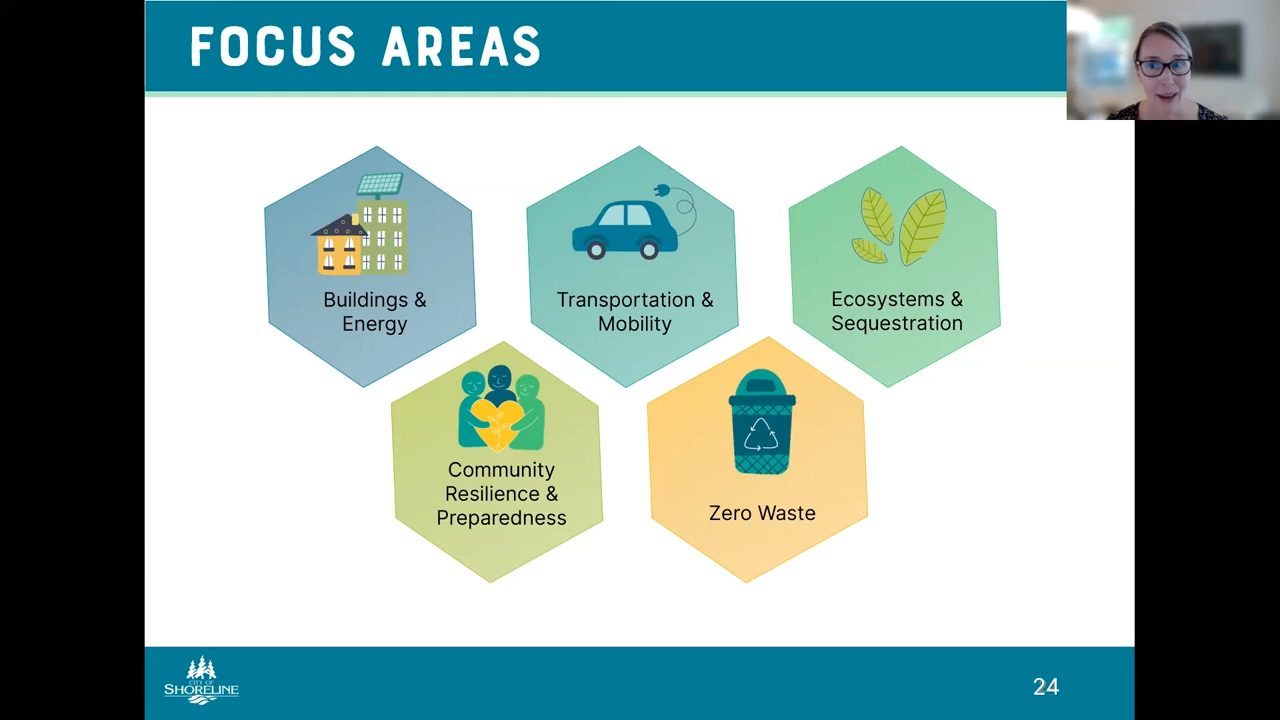 FOCUS AREAS
Buildings &
Energy
Transportation &
Mobility
Ecosystems &
Sequestration
Community
Resilience &
Preparedness
Zero Waste
CITY OF
SHORELINE
24